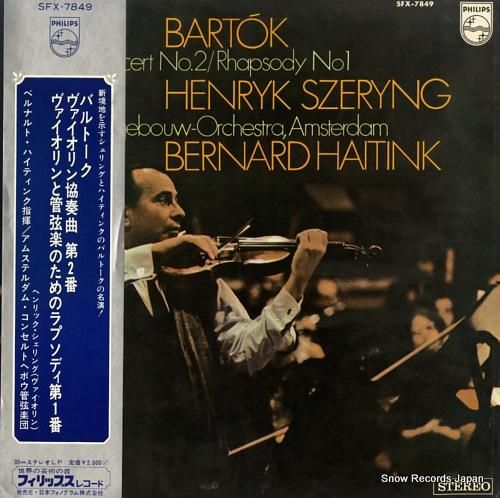 SFX-7849
PHILIPS
新境地を示すシェリングとハイティンクのバルトークの名演!
バルトーク
ヴァイオリン協奏曲 第2番
ヴァイオリンと管弦楽のためのラプソディ第1番
ヘンリック・シェリング(ヴァイオリン)
ベルナルト・ハイティンク指揮/アムステルダム・コンセルトヘボウ管弦楽団
30cmステレオLP 定価¥2,000
世界の芸術の音
フィリップスレコード
発売元・日本フォノグラム株式会社
SFX-7849
PHILIPS
BARTÓK
cert No.2/Rhapsody No1
HENRYK SZERYNG
ebouw-Orchestra, Amsterdam
BERNARD HAITINK
STEREO
Snow Records Japan